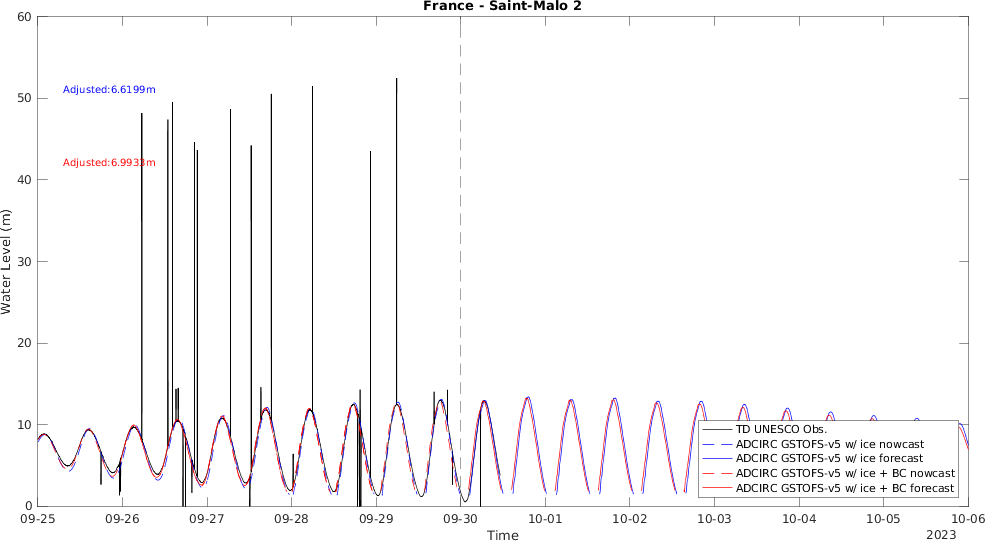 France - Saint-Malo 2
60
50
40
30
20
10
0
Water Level (m)
Adjusted:6.6199m
Adjusted:6.9933m
TD UNESCO Obs.
ADCIRC GSTOFS-v5 w/ ice nowcast
ADCIRC GSTOFS-v5 w/ ice forecast
ADCIRC GSTOFS-v5 w/ ice + BC nowcast
ADCIRC GSTOFS-v5 w/ ice + BC forecast
09-25 09-26 09-27 09-28 09-29 09-30 10-01 10-02 10-03 10-04 10-05 10-06
Time
2023